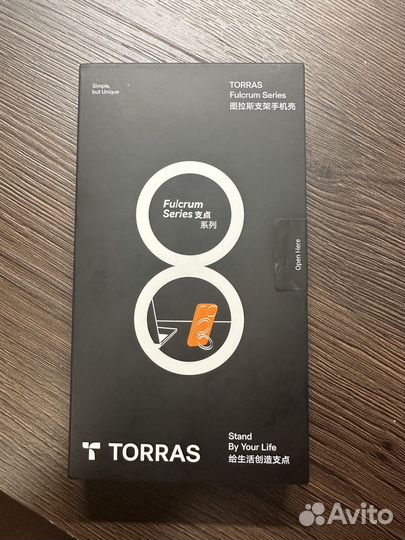 Simple,
but Unique
TORRAS
Fulcrum Series
图拉斯支架手机壳
Fulcrum
Series 支点
系列
Open Here
TORRAS
Stand
By Your Life
给生活创造支点
Avito